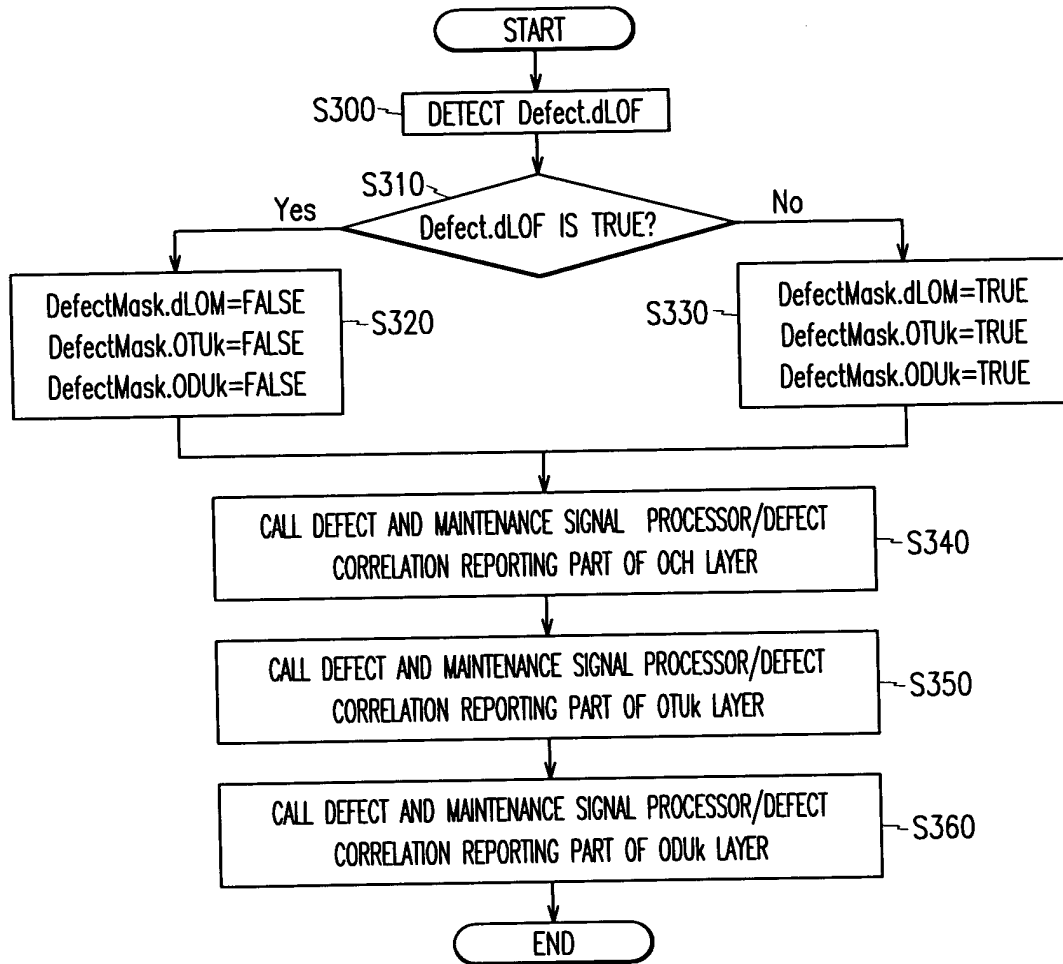 START
S300
DETECT Defect.dLOF
S310
Yes
Defect.dLOF IS TRUE?
No
DefectMask.dLOM=FALSE
DefectMask.OTUk=FALSE
DefectMask.ODUk=FALSE
S320
S330
DefectMask.dLOM=TRUE
DefectMask.OTUk=TRUE
DefectMask.ODUk=TRUE
CALL DEFECT AND MAINTENANCE SIGNAL PROCESSOR/DEFECT
CORRELATION REPORTING PART OF OCH LAYER
S340
CALL DEFECT AND MAINTENANCE SIGNAL PROCESSOR/DEFECT
CORRELATION REPORTING PART OF OTUk LAYER
S350
CALL DEFECT AND MAINTENANCE SIGNAL PROCESSOR/DEFECT
CORRELATION REPORTING PART OF ODUk LAYER
S360
END